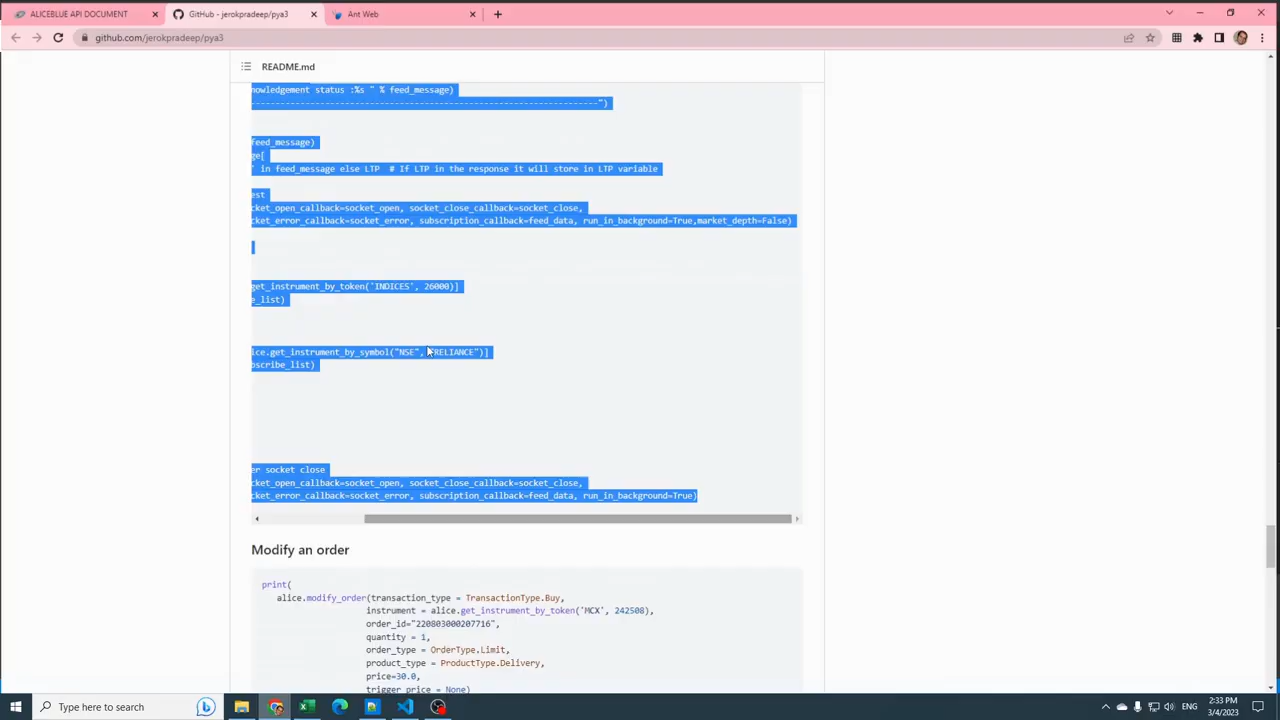 ALICEBLUE API DOCUMENT
GitHub - jerokpradeep/pya3
Ant Web
github.com/jerokpradeep/pya3
README.md
nowledgement status :%s " % feed_message)
-----------------------------------------------------------------------")
feed_message)
ge[
' in feed_message else LTP  # If LTP in the response it will store in LTP variable
est
cket_open_callback=socket_open, socket_close_callback=socket_close,
cket_error_callback=socket_error, subscription_callback=feed_data, run_in_background=True,market_depth=False)
get_instrument_by_token('INDICES', 26000)]
e_list)
ice.get_instrument_by_symbol("NSE", "RELIANCE")]
bscribe_list)
er socket close
cket_open_callback=socket_open, socket_close_callback=socket_close,
cket_error_callback=socket_error, subscription_callback=feed_data, run_in_background=True)
Modify an order
print(
alice.modify_order(transaction_type = TransactionType.Buy,
instrument = alice.get_instrument_by_token('MCX', 242508),
order_id="220803000207716",
quantity = 1,
order_type = OrderType.Limit,
product_type = ProductType.Delivery,
price=30.0,
trigger_price = None)
Type here to search
ENG
2:33 PM
3/4/2023